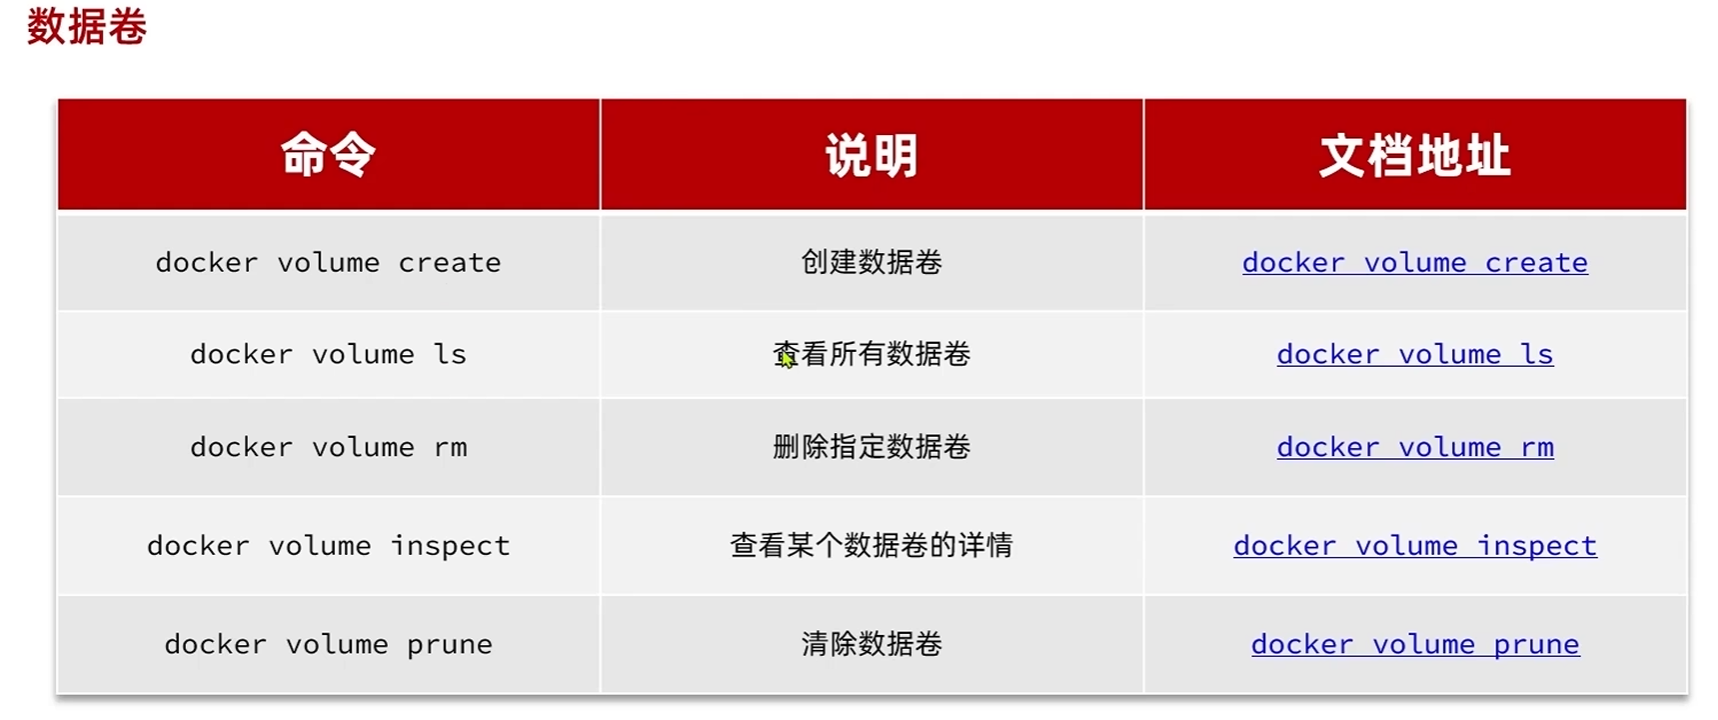 数据卷
命令 说明 文档地址
docker volume create 创建数据卷 docker volume create
docker volume ls 查看所有数据卷 docker volume ls
docker volume rm 删除指定数据卷 docker volume rm
docker volume inspect 查看某个数据卷的详情 docker volume inspect
docker volume prune 清除数据卷 docker volume prune